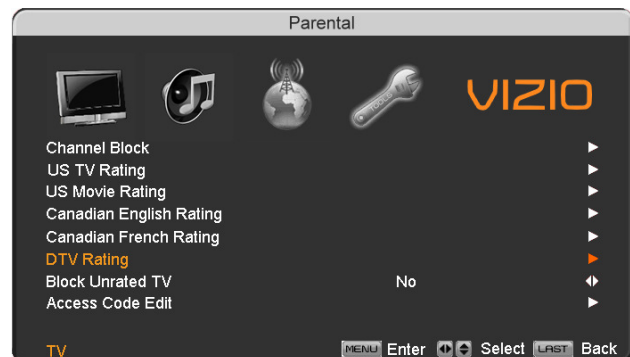 Parental
TOOLS
VIZIO
Channel Block
US TV Rating
US Movie Rating
Canadian English Rating
Canadian French Rating
DTV Rating
Block Unrated TV No
Access Code Edit
TV MENU Enter Select LAST Back